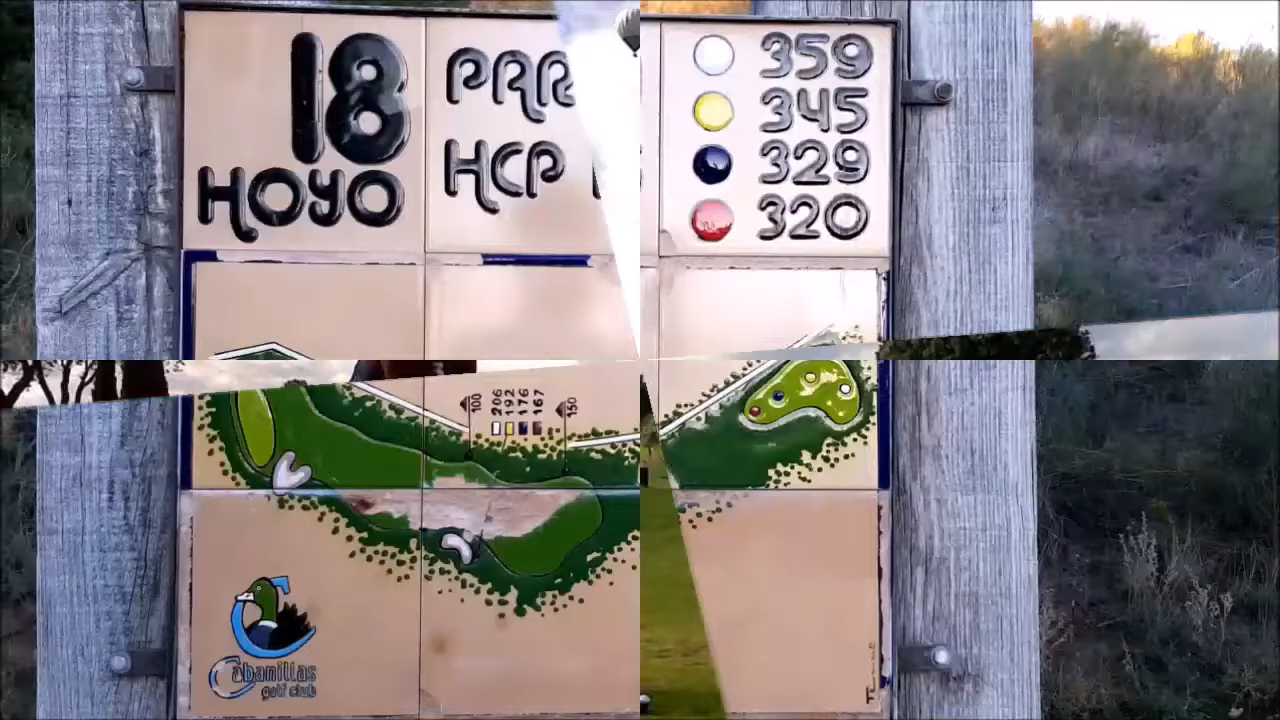 18
HOYO
PAR
HCP
359
345
329
320
100
206
192
176
167
150
Cabanillas
golf club